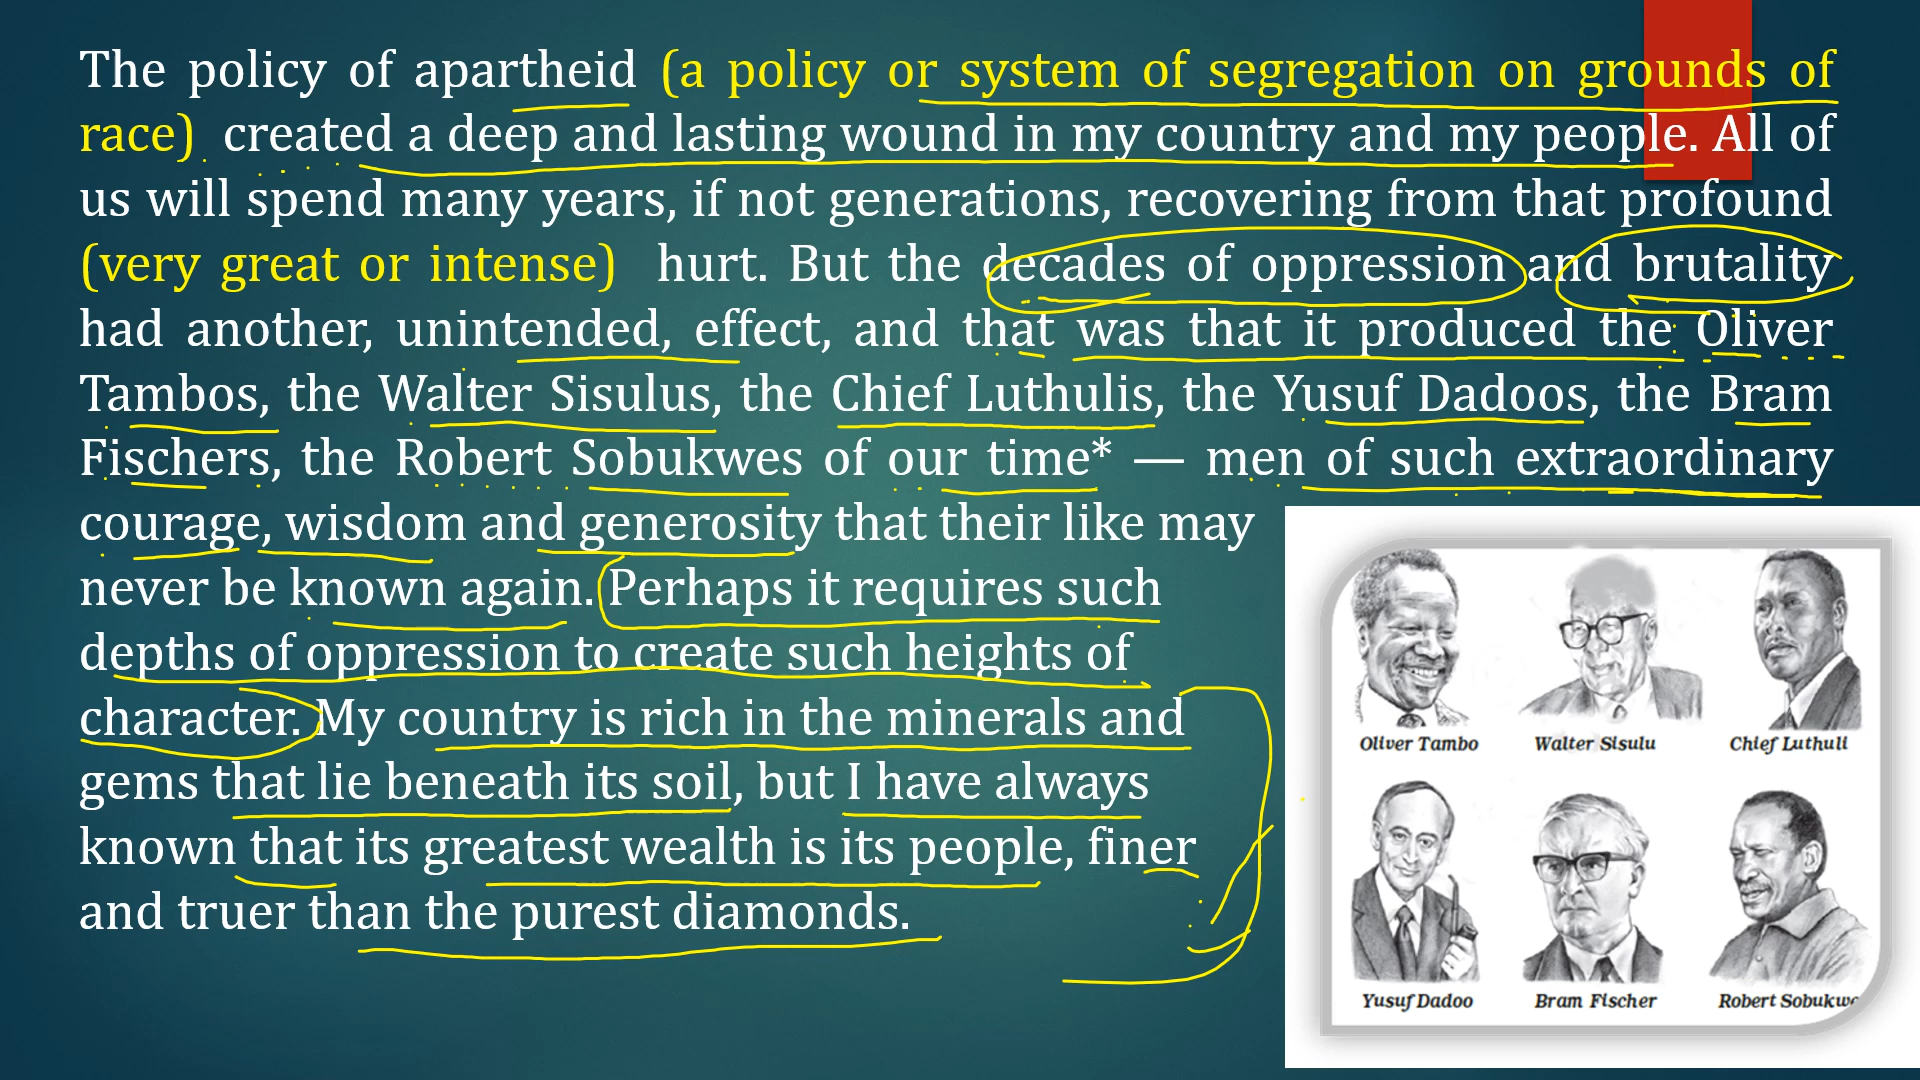 The policy of apartheid (a policy or system of segregation on grounds of
race) created a deep and lasting wound in my country and my people. All of
us will spend many years, if not generations, recovering from that profound
(very great or intense) hurt. But the decades of oppression and brutality
had another, unintended, effect, and that was that it produced the Oliver
Tambos, the Walter Sisulus, the Chief Luthulis, the Yusuf Dadoos, the Bram
Fischers, the Robert Sobukwes of our time* — men of such extraordinary
courage, wisdom and generosity that their like may
never be known again. Perhaps it requires such
depths of oppression to create such heights of
character. My country is rich in the minerals and
gems that lie beneath its soil, but I have always
known that its greatest wealth is its people, finer
and truer than the purest diamonds.
Oliver Tambo Walter Sisulu Chief Luthuli
Yusuf Dadoo Bram Fischer Robert Sobukwe